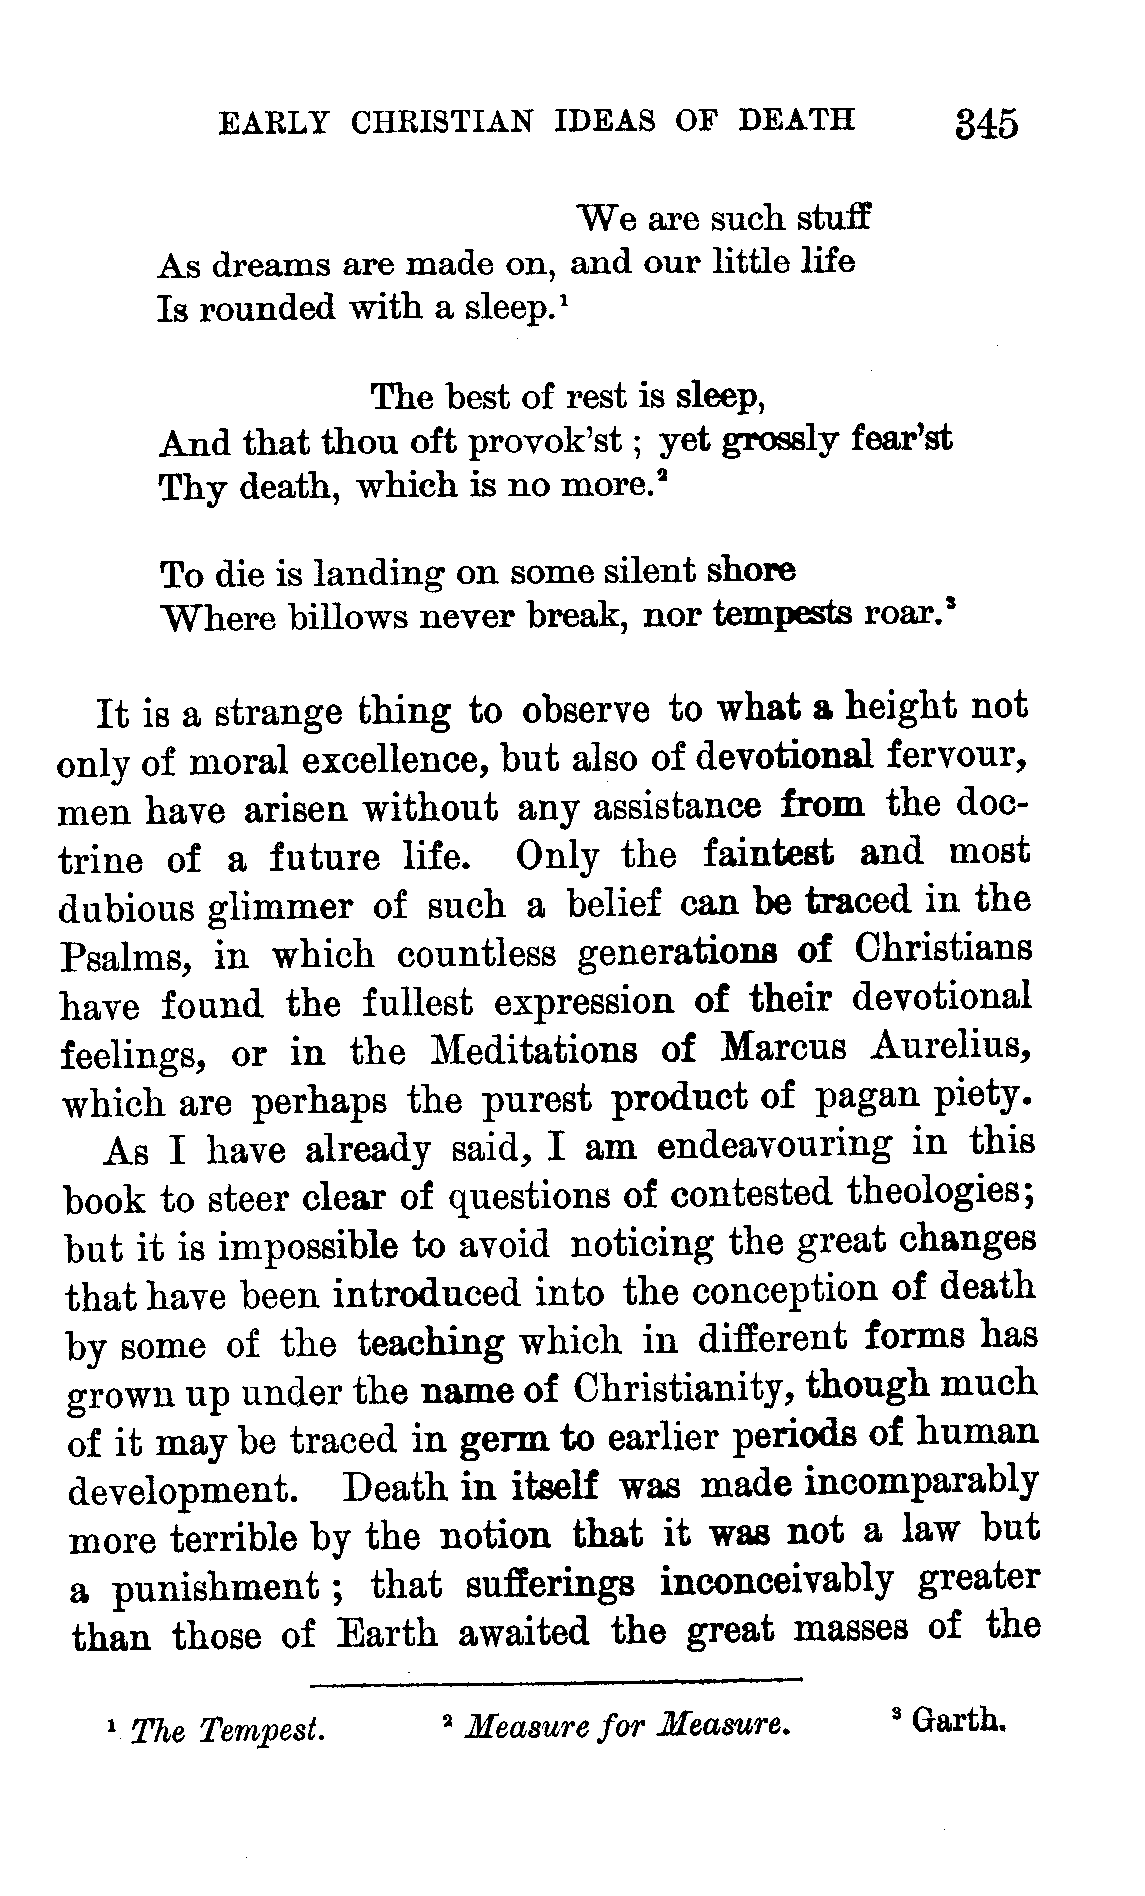 EARLY CHRISTIAN IDEAS OF DEATH 345
We are such stuff
As dreams are made on, and our little life
Is rounded with a sleep.¹
The best of rest is sleep,
And that thou oft provok'st ; yet grossly fear'st
Thy death, which is no more.²
To die is landing on some silent shore
Where billows never break, nor tempests roar.³
It is a strange thing to observe to what a height not
only of moral excellence, but also of devotional fervour,
men have arisen without any assistance from the doc-
trine of a future life. Only the faintest and most
dubious glimmer of such a belief can be traced in the
Psalms, in which countless generations of Christians
have found the fullest expression of their devotional
feelings, or in the Meditations of Marcus Aurelius,
which are perhaps the purest product of pagan piety.
As I have already said, I am endeavouring in this
book to steer clear of questions of contested theologies;
but it is impossible to avoid noticing the great changes
that have been introduced into the conception of death
by some of the teaching which in different forms has
grown up under the name of Christianity, though much
of it may be traced in germ to earlier periods of human
development. Death in itself was made incomparably
more terrible by the notion that it was not a law but
a punishment ; that sufferings inconceivably greater
than those of Earth awaited the great masses of the
¹ The Tempest. ² Measure for Measure. ³ Garth.